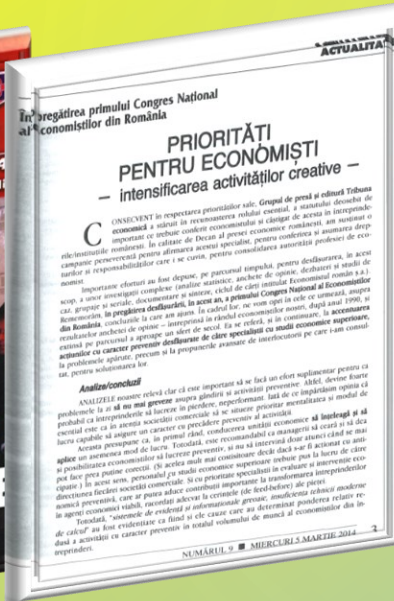 ACTUALITA
În pregătirea primului Congres Național
al economiștilor din România
PRIORITĂȚI
PENTRU ECONOMIȘTI
– intensificarea activităților creative –
CONSECVENT în respectarea priorităților sale, Grupul de presă și editură Tribuna
economică a stăruit în recunoașterea rolului esențial, a statutului deosebit de
important ce trebuie conferit economistului și câștigat de acesta în întreprinde-
rile/instituțiile românești. În calitate de Decan al presei economice românești, am susținut o
campanie perseverentă pentru afirmarea acestui specialist, pentru conferirea și asumarea drep-
turilor și responsabilităților care i se cuvin, pentru consolidarea autorității profesiei de eco-
nomist.
Importante eforturi au fost depuse, pe parcursul timpului, pentru desfășurarea, în acest
scop, a unor investigații complexe (analize statistice, anchete de opinie, dezbateri și studii de
caz, grupaje și seriale, documentare și sinteze, ciclul de cărți intitulat Economistul român ș.a.).
Rememorăm, în pregătirea desfășurării, în acest an, a primului Congres Național al Economiștilor
din România, concluziile la care am ajuns. În cadrul lor, ne vom opri în cele ce urmează, asupra
rezultatelor anchetei de opinie – întreprinsă în rândul economiștilor noștri, după anul 1990, și
extinsă pe parcursul a aproape un sfert de secol. Ea se referă, și în continuare, la accentuarea
acțiunilor cu caracter preventiv desfășurate de către specialiștii cu studii economice superioare,
la problemele apărute, precum și la propunerile avansate de interlocutorii pe care i-am consul-
tat, pentru soluționarea lor.
Analize/concluzii
ANALIZELE noastre relevă clar că este important să se facă un efort suplimentar pentru ca
problemele la zi să nu mai greveze asupra gândirii și activității preventive. Altfel, devine foarte
probabil ca întreprinderile să lucreze în pierdere, neperformant. Iată de ce împărtășim opinia că
esențial este ca în atenția societăților comerciale să se situeze prioritar mentalitatea și modul de
lucru capabile să asigure un caracter cu precădere preventiv al activității.
Aceasta presupune ca, în primul rând, conducerea unității economice să înțeleagă și să
aplice un asemenea mod de lucru. Totodată, este recomandabil ca managerii să ceară și să dea
și posibilitatea economiștilor să lucreze preventiv, și nu să intervină doar atunci când se mai
pot face prea puține corecții. (Și acelea mult mai costisitoare decât dacă s-ar fi acționat cu anti-
cipație.) În acest sens, personalul cu studii economice superioare trebuie pus la lucru de către
direcțiunea fiecărei societăți comerciale. Și cu prioritate specialiștii în evaluare și intervenție eco-
nomică preventivă, care ar putea aduce contribuții importante la transformarea întreprinderilor
în agenți economici viabili, racordați adecvat la cerințele (de feed-before) ale pieței.
Totodată, "sistemele de evidență și informaționale greoaie, insuficiența tehnicii moderne
de calcul" au fost evidențiate ca fiind și ele cauze care au determinat ponderea relativ re-
dusă a activității cu caracter preventiv în totalul volumului de muncă al economiștilor din în-
treprinderi.
NUMĂRUL 9 ■ MIERCURI 5 MARTIE 2014 3